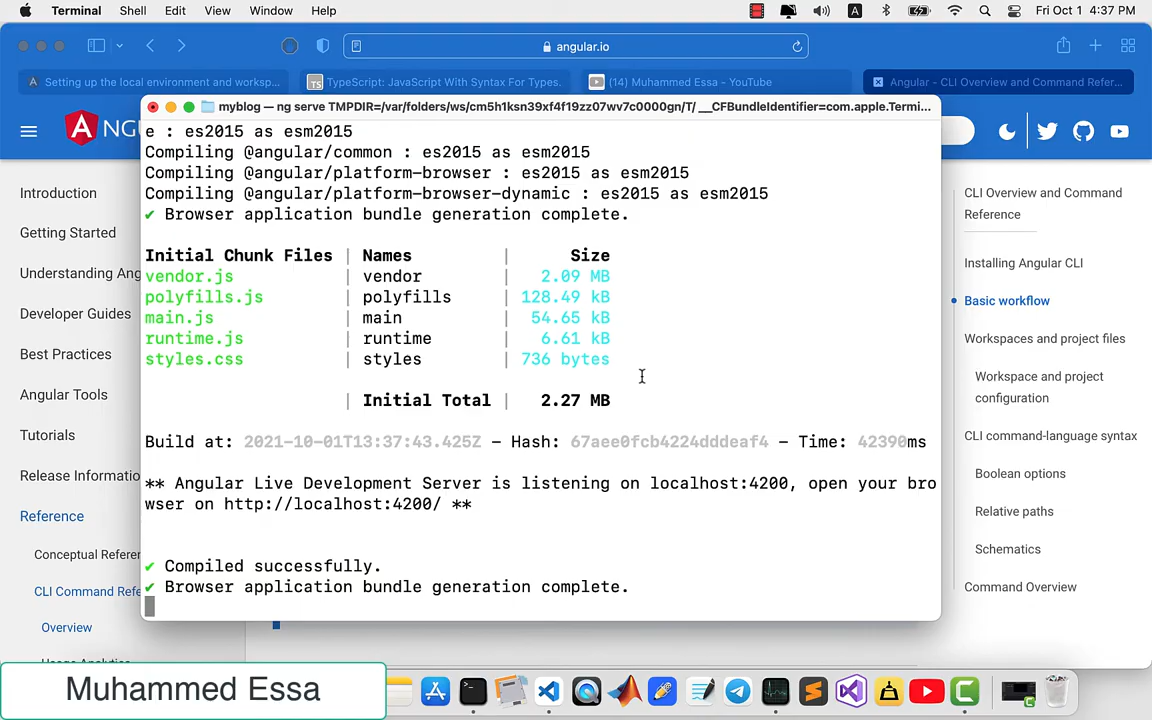 Terminal Shell Edit View Window Help A Fri Oct 1 4:37 PM
angular.io
A Setting up the local environment and worksp... TS TypeScript: JavaScript With Syntax For Types. (14) Muhammed Essa - YouTube Angular - CLI Overview and Command Refer...
myblog — ng serve TMPDIR=/var/folders/ws/cm5h1ksn39xf4f19zz07wv7c0000gn/T/ __CFBundleIdentifier=com.apple.Termi...
A NG
e : es2015 as esm2015
Compiling @angular/common : es2015 as esm2015
Compiling @angular/platform-browser : es2015 as esm2015
Compiling @angular/platform-browser-dynamic : es2015 as esm2015
✔ Browser application bundle generation complete.
Initial Chunk Files | Names | Size
vendor.js | vendor | 2.09 MB
polyfills.js | polyfills | 128.49 kB
main.js | main | 54.65 kB
runtime.js | runtime | 6.61 kB
styles.css | styles | 736 bytes
| Initial Total | 2.27 MB
Build at: 2021-10-01T13:37:43.425Z - Hash: 67aee0fcb4224dddeaf4 - Time: 42390ms
** Angular Live Development Server is listening on localhost:4200, open your bro
wser on http://localhost:4200/ **
✔ Compiled successfully.
✔ Browser application bundle generation complete.
Introduction
Getting Started
Understanding Ang
Developer Guides
Best Practices
Angular Tools
Tutorials
Release Informatio
Reference
Conceptual Referen
CLI Command Refe
Overview
CLI Overview and Command
Reference
Installing Angular CLI
Basic workflow
Workspaces and project files
Workspace and project
configuration
CLI command-language syntax
Boolean options
Relative paths
Schematics
Command Overview
Muhammed Essa